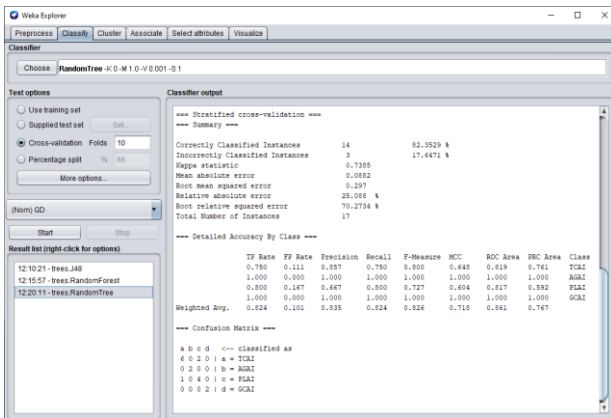 Weka Explorer
Preprocess Classify Cluster Associate Select attributes Visualize
Classifier
Choose RandomTree -K 0 -M 1.0 -V 0.001 -S 1
Test options
Use training set
Supplied test set Set...
Cross-validation Folds 10
Percentage split % 66
More options...
(Nom) GD
Start Stop
Result list (right-click for options)
12:10:21 - trees.J48
12:15:57 - trees.RandomForest
12:20:11 - trees.RandomTree
Classifier output
=== Stratified cross-validation ===
=== Summary ===
Correctly Classified Instances 14 82.3529 %
Incorrectly Classified Instances 3 17.6471 %
Kappa statistic 0.7385
Mean absolute error 0.0882
Root mean squared error 0.297
Relative absolute error 25.088 %
Root relative squared error 70.2734 %
Total Number of Instances 17
=== Detailed Accuracy By Class ===
TP Rate FP Rate Precision Recall F-Measure MCC ROC Area PRC Area Class
0.750 0.111 0.857 0.750 0.800 0.648 0.819 0.761 TCAI
1.000 0.000 1.000 1.000 1.000 1.000 1.000 1.000 AGAI
0.800 0.167 0.667 0.800 0.727 0.604 0.817 0.592 PLAI
1.000 0.000 1.000 1.000 1.000 1.000 1.000 1.000 GCAI
Weighted Avg. 0.824 0.101 0.835 0.824 0.826 0.718 0.861 0.767
=== Confusion Matrix ===
a b c d <-- classified as
6 0 2 0 | a = TCAI
0 2 0 0 | b = AGAI
1 0 4 0 | c = PLAI
0 0 0 2 | d = GCAI